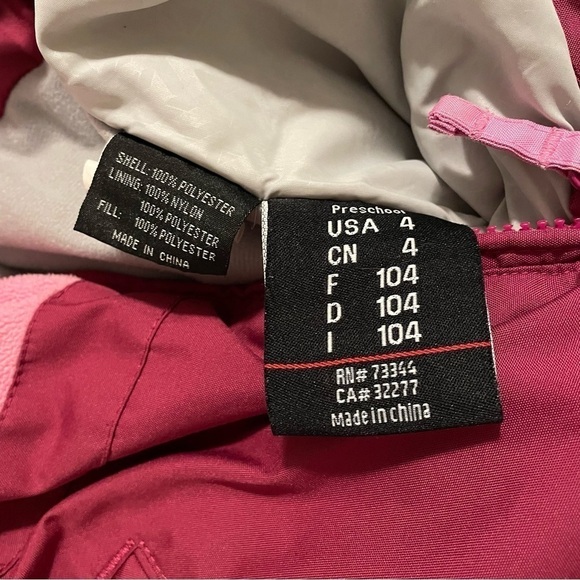 SHELL: 100% POLYESTER
LINING: 100% NYLON
100% POLYESTER
FILL: 100% POLYESTER
MADE IN CHINA
Preschool
USA 4
CN 4
F 104
D 104
I 104
RN# 73344
CA# 32277
Made in China